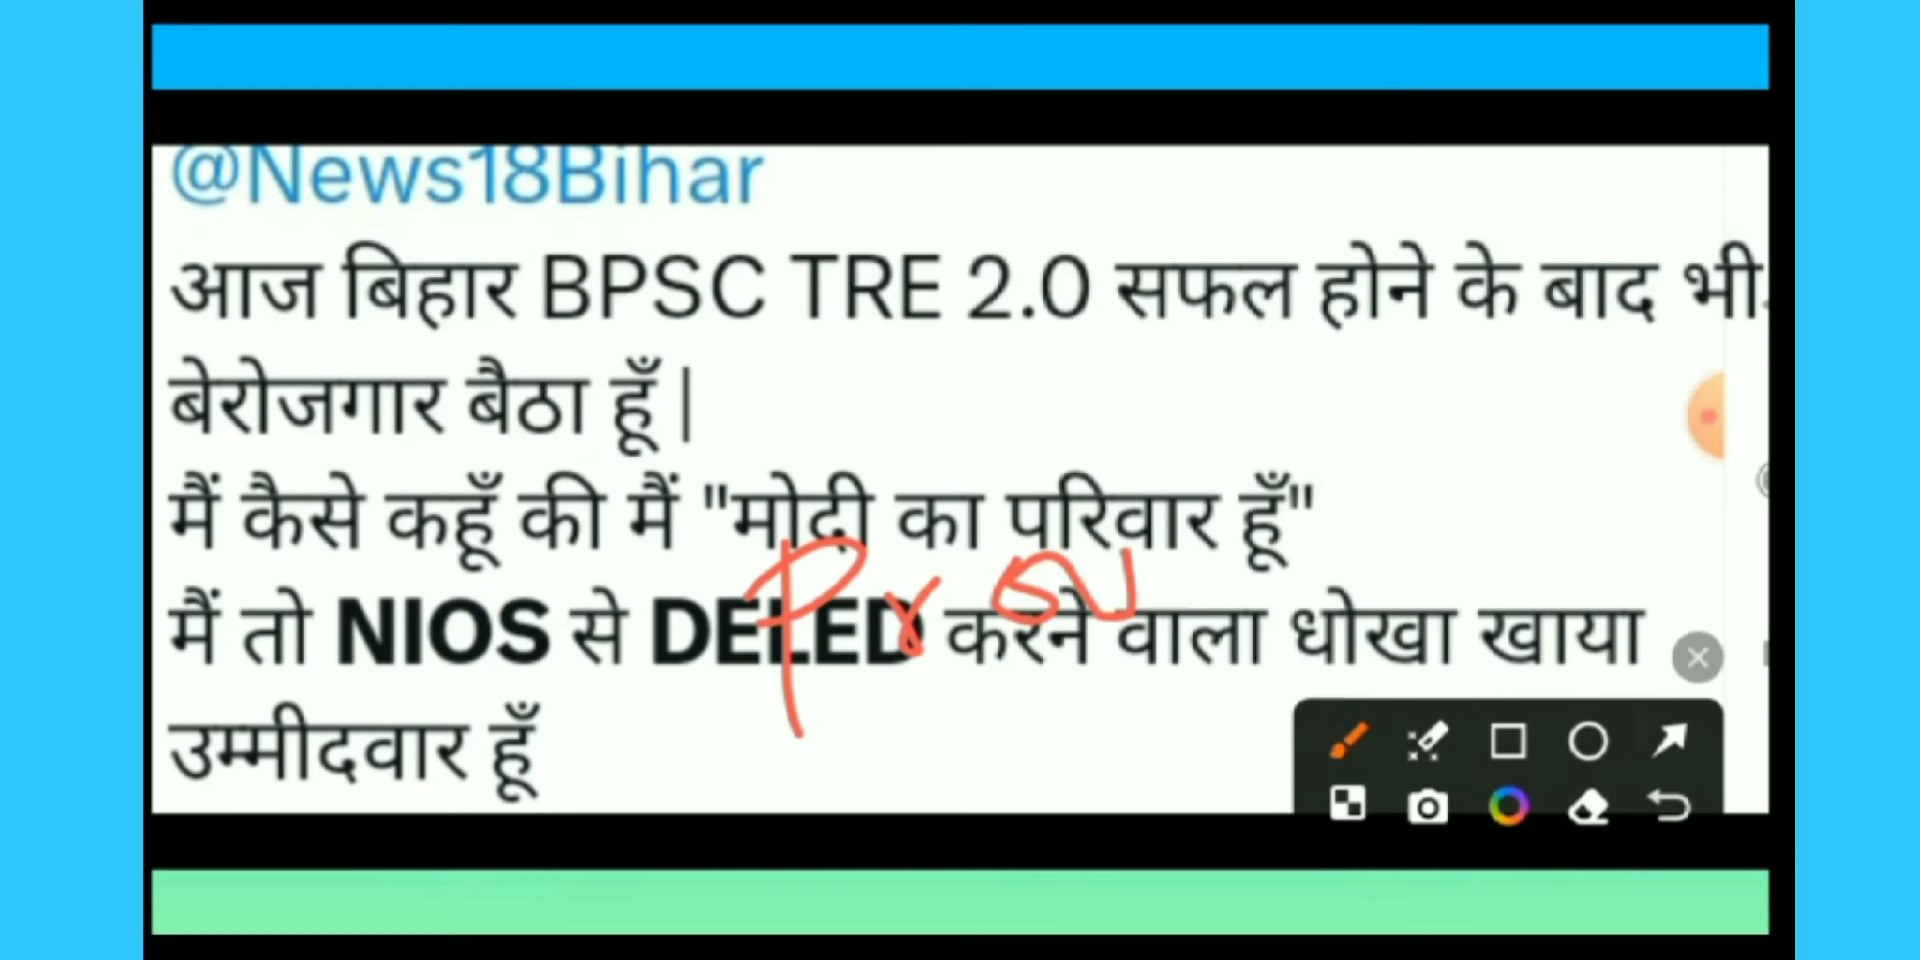 @News18Bihar
आज बिहार BPSC TRE 2.0 सफल होने के बाद भी
बेरोजगार बैठा हूँ |
मैं कैसे कहूँ की मैं "मोदी का परिवार हूँ"
मैं तो NIOS से DELED करने वाला धोखा खाया
उम्मीदवार हूँ